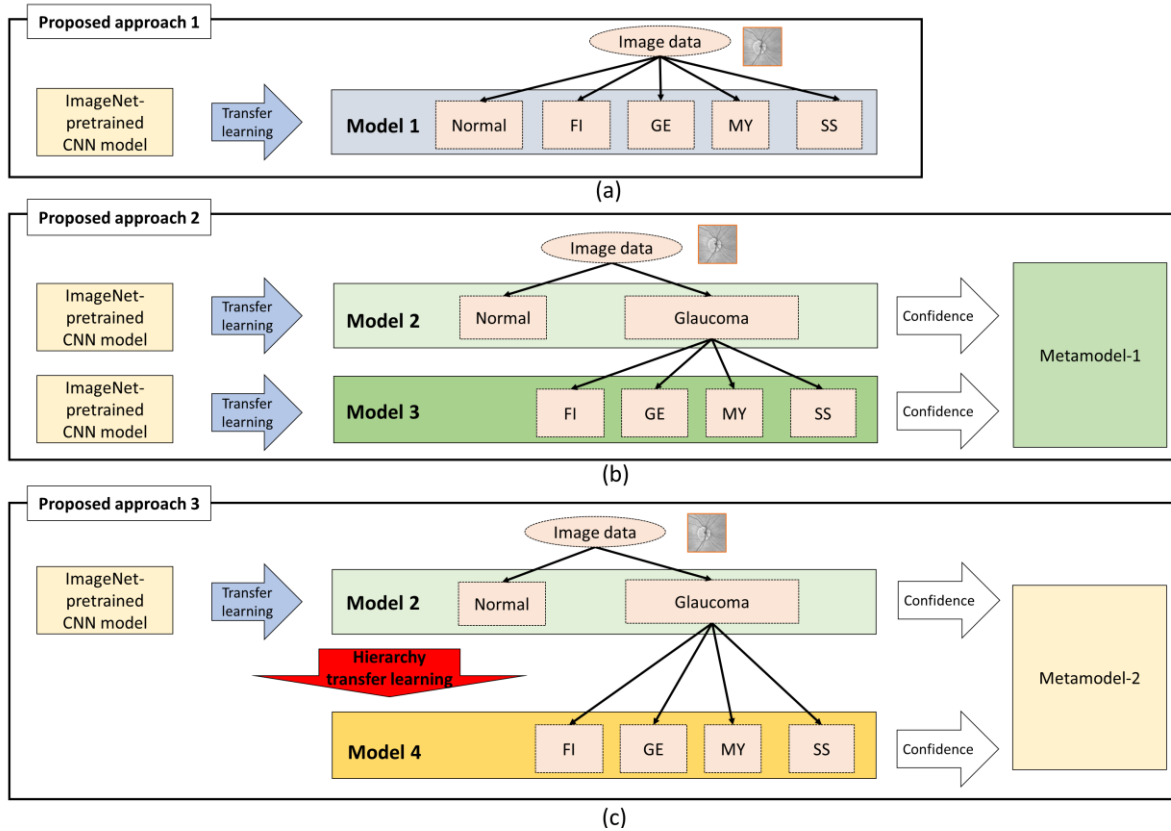 Proposed approach 1
Image data
ImageNet-
pretrained
CNN model
Transfer
learning
Model 1
Normal
FI
GE
MY
SS
(a)
Proposed approach 2
Image data
ImageNet-
pretrained
CNN model
Transfer
learning
Model 2
Normal
Glaucoma
Confidence
Metamodel-1
ImageNet-
pretrained
CNN model
Transfer
learning
Model 3
FI
GE
MY
SS
Confidence
(b)
Proposed approach 3
Image data
ImageNet-
pretrained
CNN model
Transfer
learning
Model 2
Normal
Glaucoma
Confidence
Hierarchy
transfer learning
Metamodel-2
Model 4
FI
GE
MY
SS
Confidence
(c)